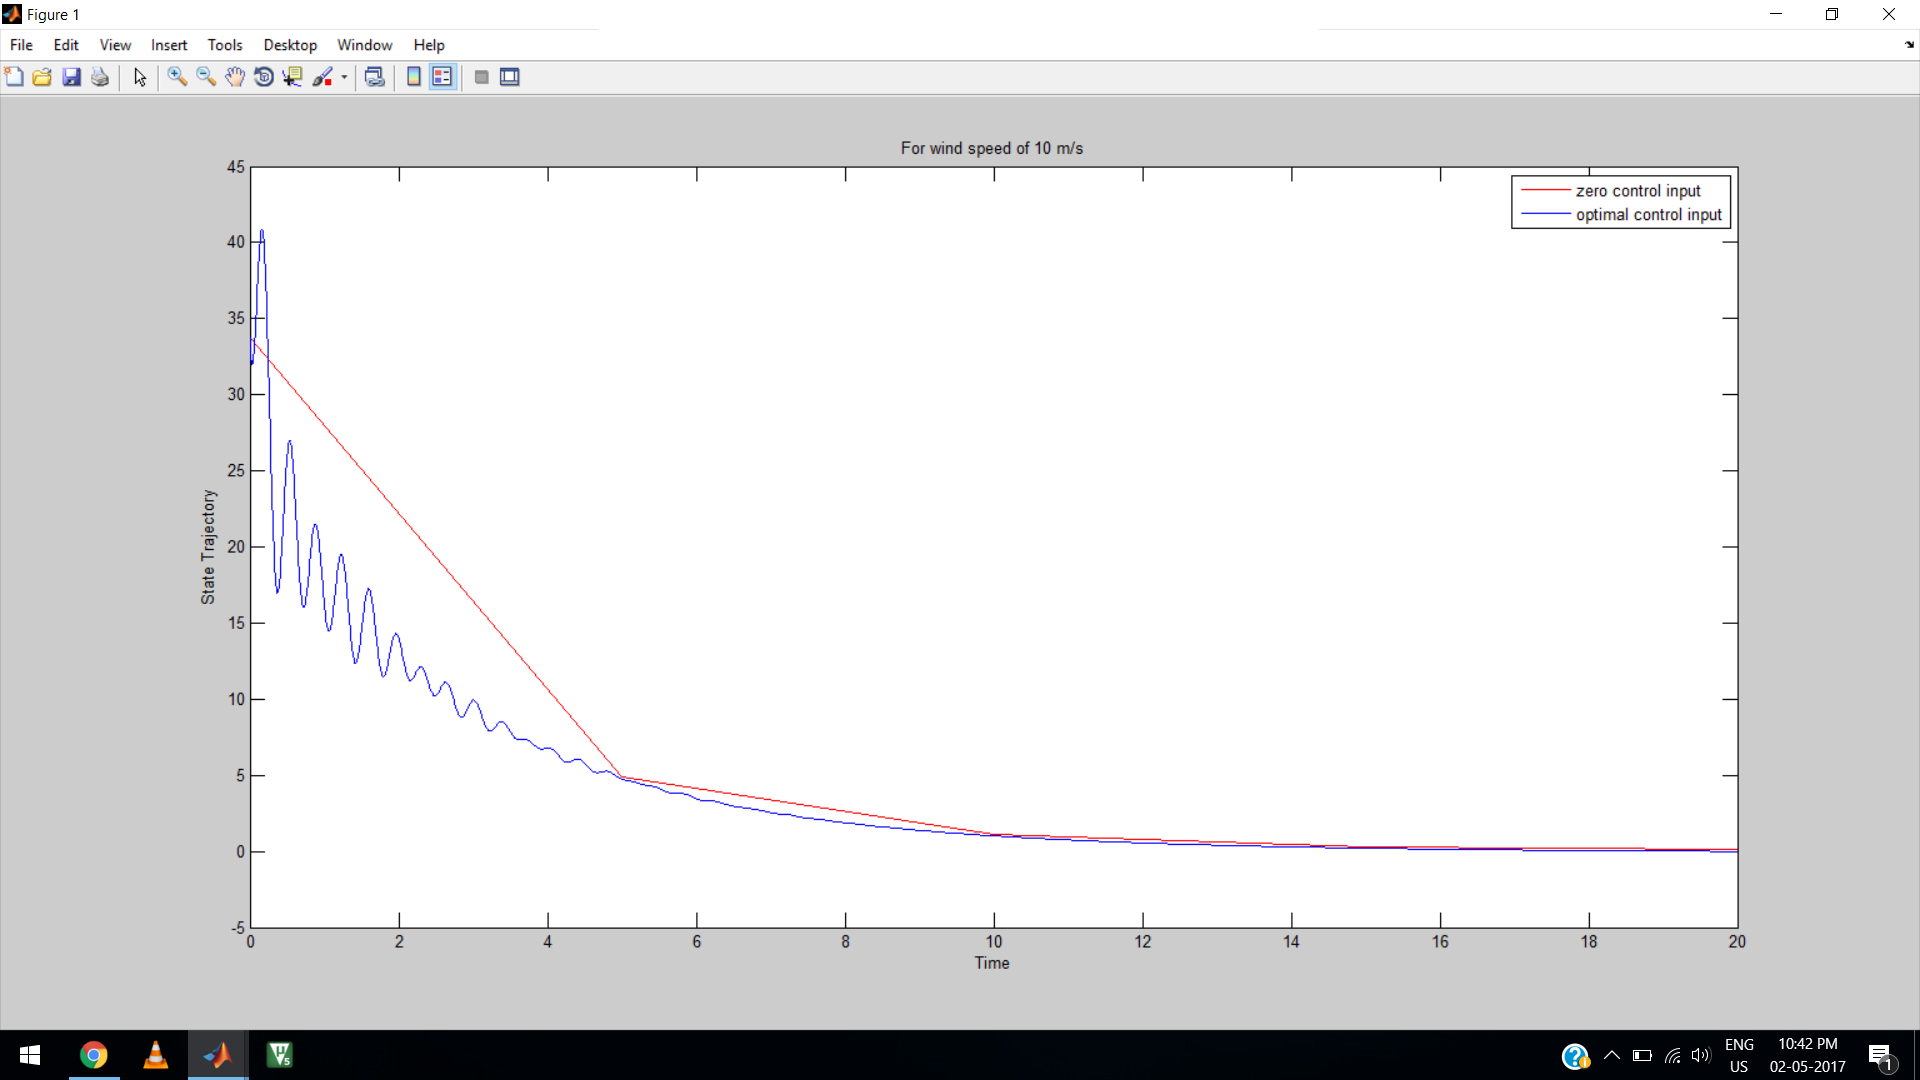 Figure 1
File Edit View Insert Tools Desktop Window Help
For wind speed of 10 m/s
45
40
35
30
25
20
15
10
5
0
-5
State Trajectory
zero control input
optimal control input
0 2 4 6 8 10 12 14 16 18 20
Time
ENG
US
10:42 PM
02-05-2017
1